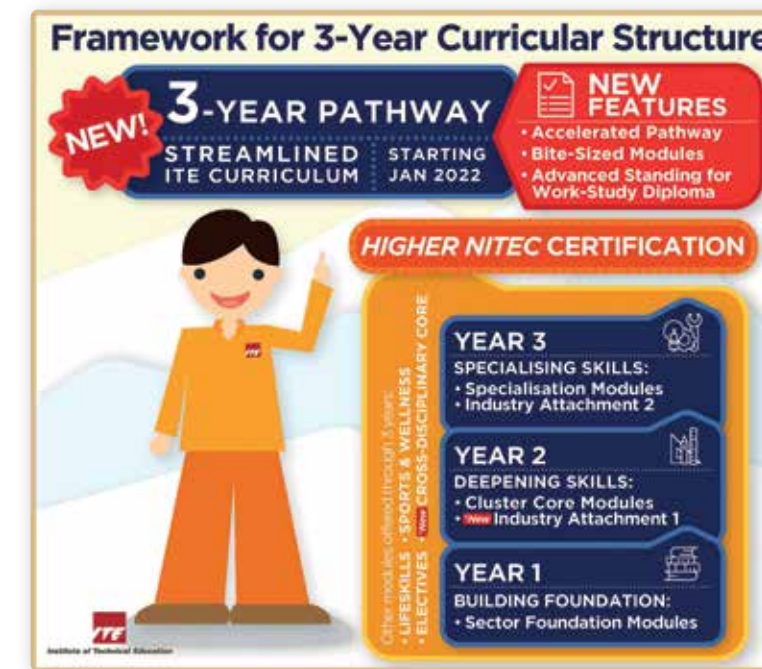 Framework for 3-Year Curricular Structure
NEW!
3-YEAR PATHWAY
STREAMLINED
ITE CURRICULUM
STARTING
JAN 2022
NEW
FEATURES
• Accelerated Pathway
• Bite-Sized Modules
• Advanced Standing for
Work-Study Diploma
HIGHER NITEC CERTIFICATION
Other modules offered through 3 years:
• LIFESKILLS • SPORTS & WELLNESS
• ELECTIVES • New CROSS-DISCIPLINARY CORE
YEAR 3
SPECIALISING SKILLS:
• Specialisation Modules
• Industry Attachment 2
YEAR 2
DEEPENING SKILLS:
• Cluster Core Modules
• New Industry Attachment 1
YEAR 1
BUILDING FOUNDATION:
• Sector Foundation Modules
ITE
ITE
Institute of Technical Education